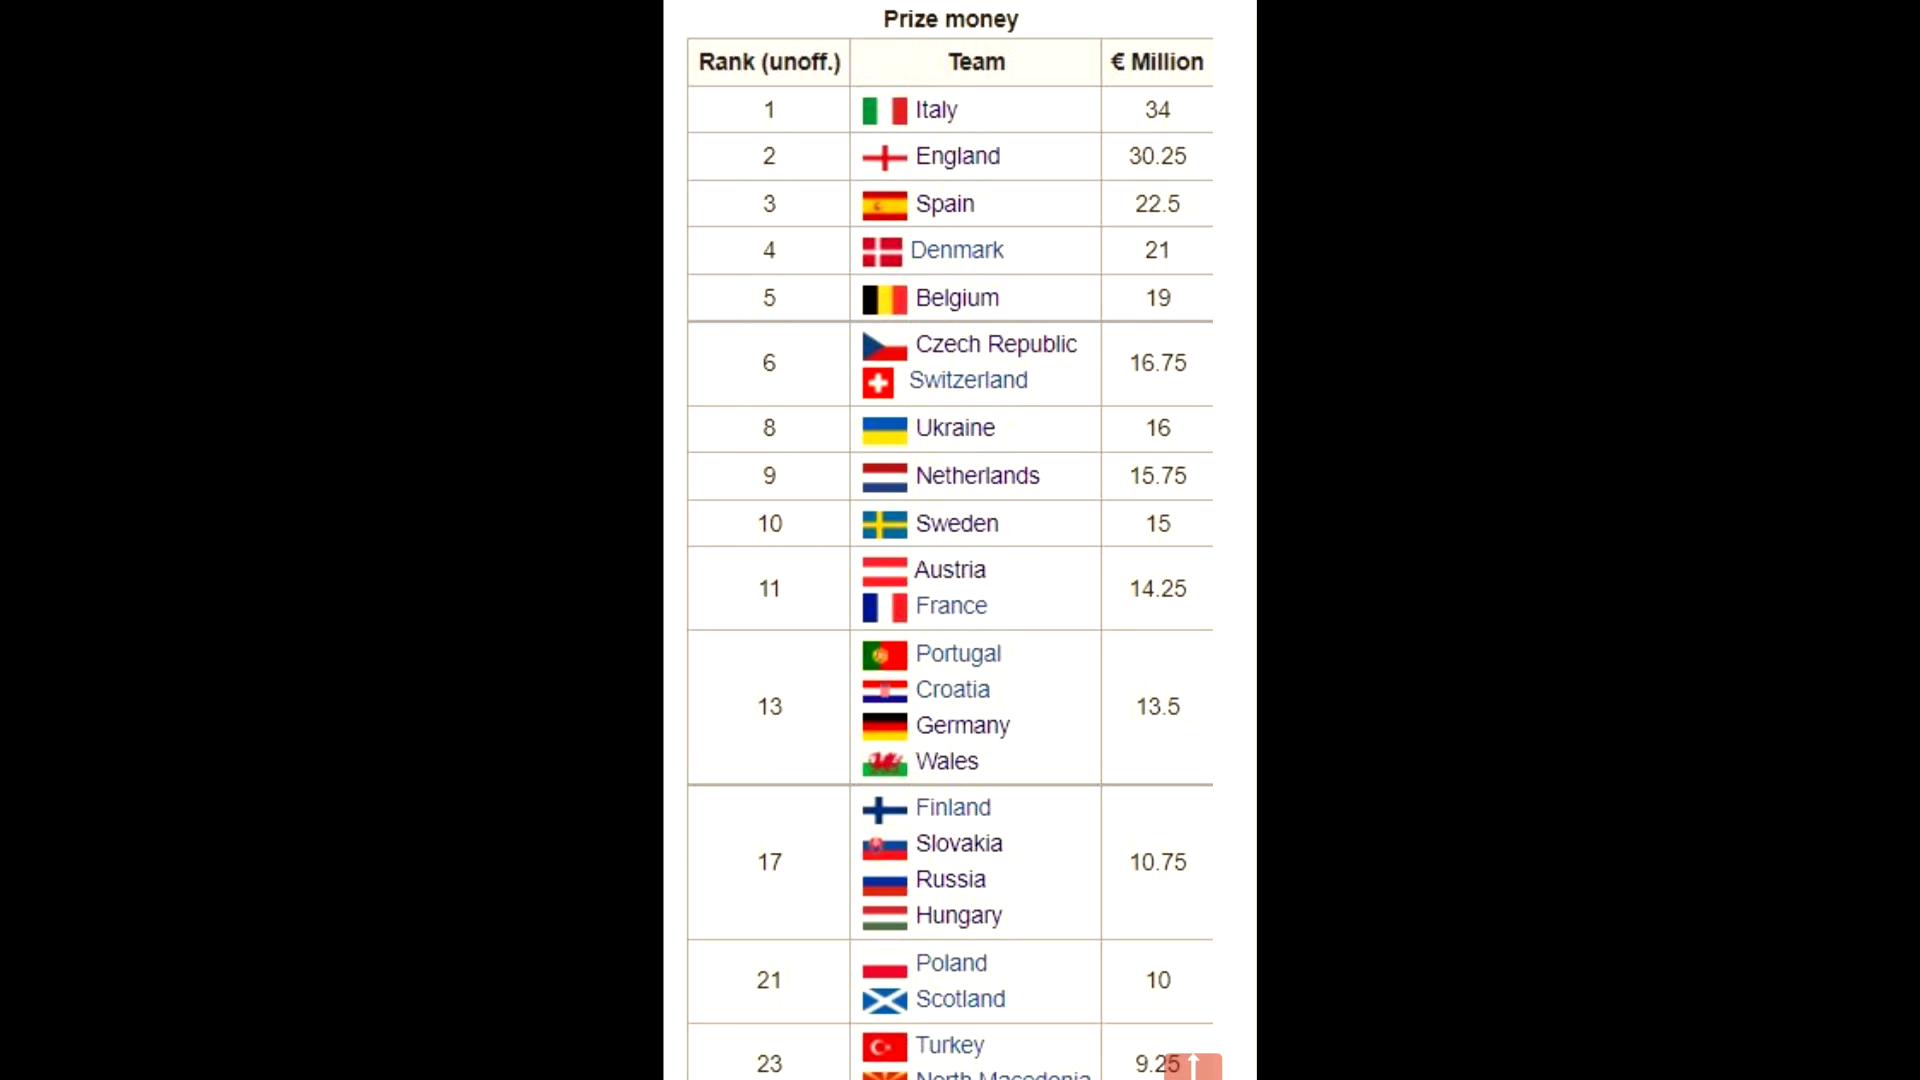 Prize money
Rank (unoff.) Team € Million
1 Italy 34
2 England 30.25
3 Spain 22.5
4 Denmark 21
5 Belgium 19
6 Czech Republic 16.75
Switzerland
8 Ukraine 16
9 Netherlands 15.75
10 Sweden 15
11 Austria 14.25
France
13 Portugal 13.5
Croatia
Germany
Wales
17 Finland 10.75
Slovakia
Russia
Hungary
21 Poland 10
Scotland
23 Turkey 9.25
North Macedonia